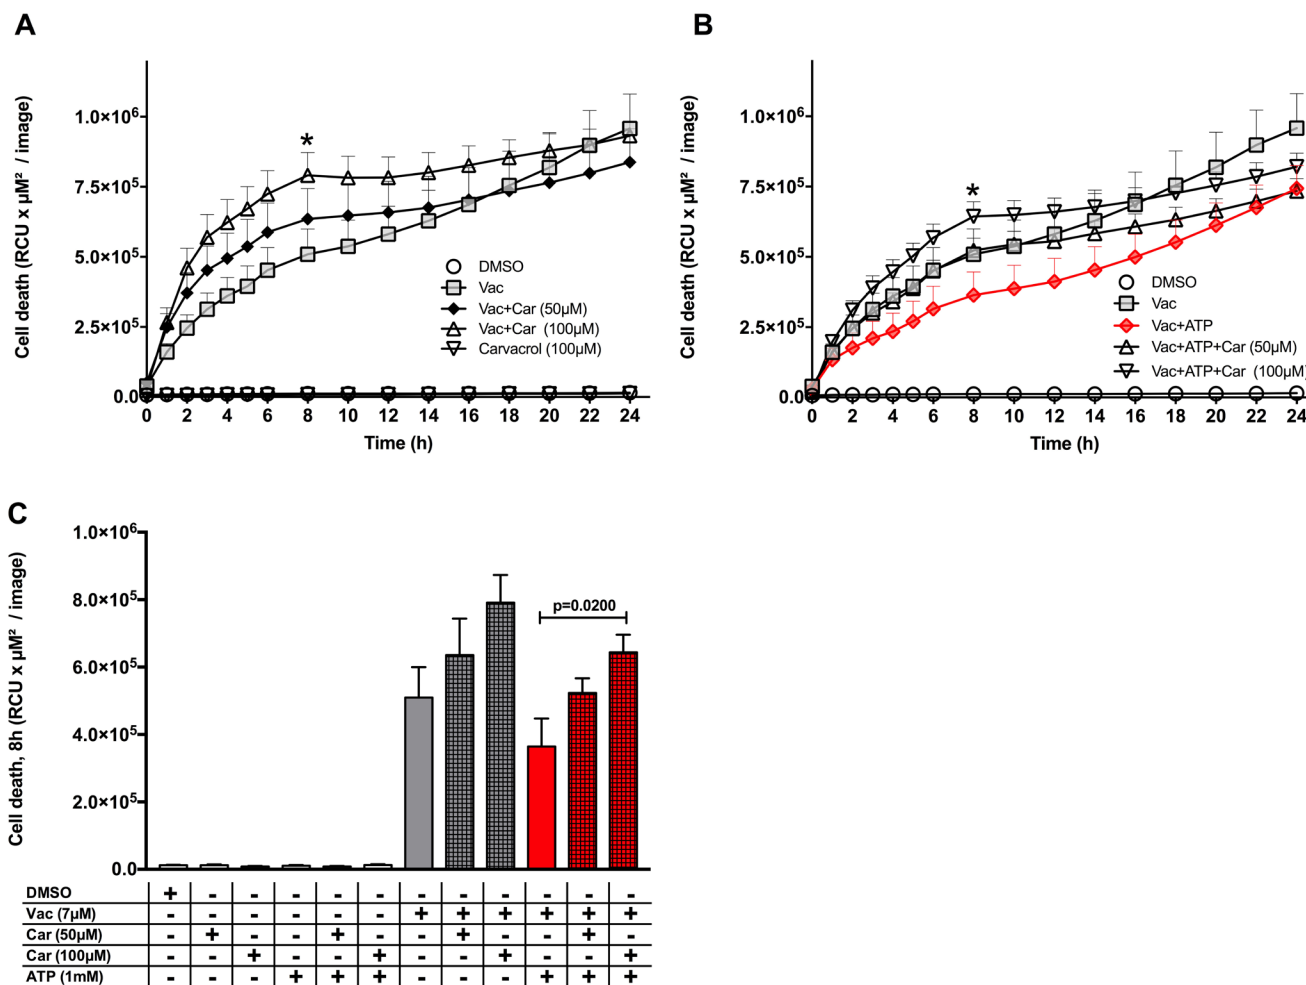 A
Cell death (RCU x µM² / image)
1.0×10⁶
7.5×10⁵
5.0×10⁵
2.5×10⁵
0.0
*
DMSO
Vac
Vac+Car (50µM)
Vac+Car (100µM)
Carvacrol (100µM)
0 2 4 6 8 10 12 14 16 18 20 22 24
Time (h)
B
Cell death (RCU x µM² / image)
1.0×10⁶
7.5×10⁵
5.0×10⁵
2.5×10⁵
0.0
*
DMSO
Vac
Vac+ATP
Vac+ATP+Car (50µM)
Vac+ATP+Car (100µM)
0 2 4 6 8 10 12 14 16 18 20 22 24
Time (h)
C
Cell death, 8h (RCU x µM² / image)
1.0×10⁶
8.0×10⁵
6.0×10⁵
4.0×10⁵
2.0×10⁵
0.0
p=0.0200
DMSO + - - - - - - - - - - -
Vac (7µM) - - - - - - + + + + + +
Car (50µM) - + - - + - - + - - + -
Car (100µM) - - + - - + - - + - - +
ATP (1mM) - - - + + + - - - + + +